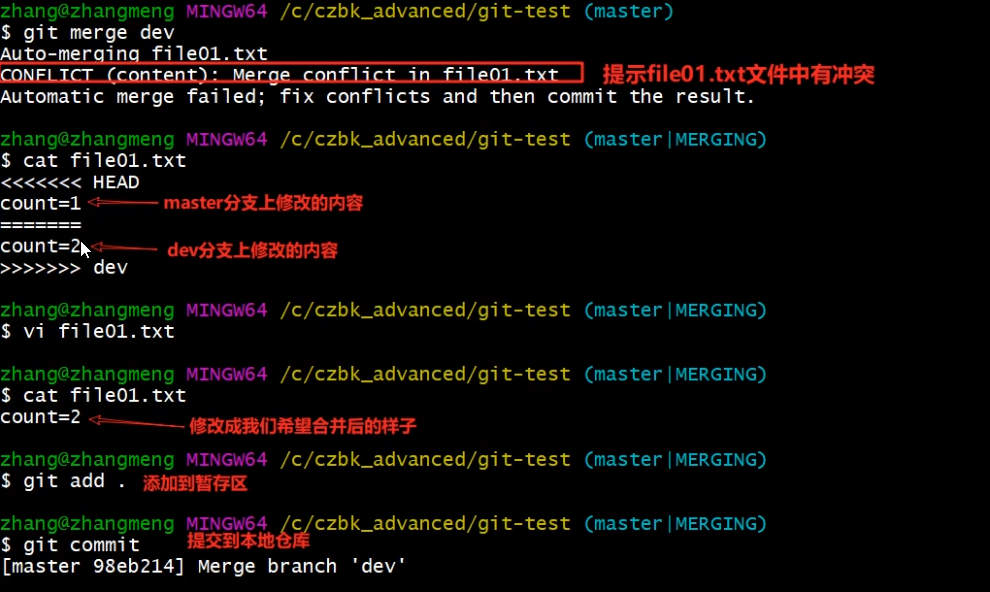 zhang@zhangmeng MINGW64 /c/czbk_advanced/git-test (master)
$ git merge dev
Auto-merging file01.txt
CONFLICT (content): Merge conflict in file01.txt 提示file01.txt文件中有冲突
Automatic merge failed; fix conflicts and then commit the result.
zhang@zhangmeng MINGW64 /c/czbk_advanced/git-test (master|MERGING)
$ cat file01.txt
<<<<<<< HEAD
count=1 master分支上修改的内容
=======
count=2 dev分支上修改的内容
>>>>>>> dev
zhang@zhangmeng MINGW64 /c/czbk_advanced/git-test (master|MERGING)
$ vi file01.txt
zhang@zhangmeng MINGW64 /c/czbk_advanced/git-test (master|MERGING)
$ cat file01.txt
count=2 修改成我们希望合并后的样子
zhang@zhangmeng MINGW64 /c/czbk_advanced/git-test (master|MERGING)
$ git add . 添加到暂存区
zhang@zhangmeng MINGW64 /c/czbk_advanced/git-test (master|MERGING)
$ git commit 提交到本地仓库
[master 98eb214] Merge branch 'dev'